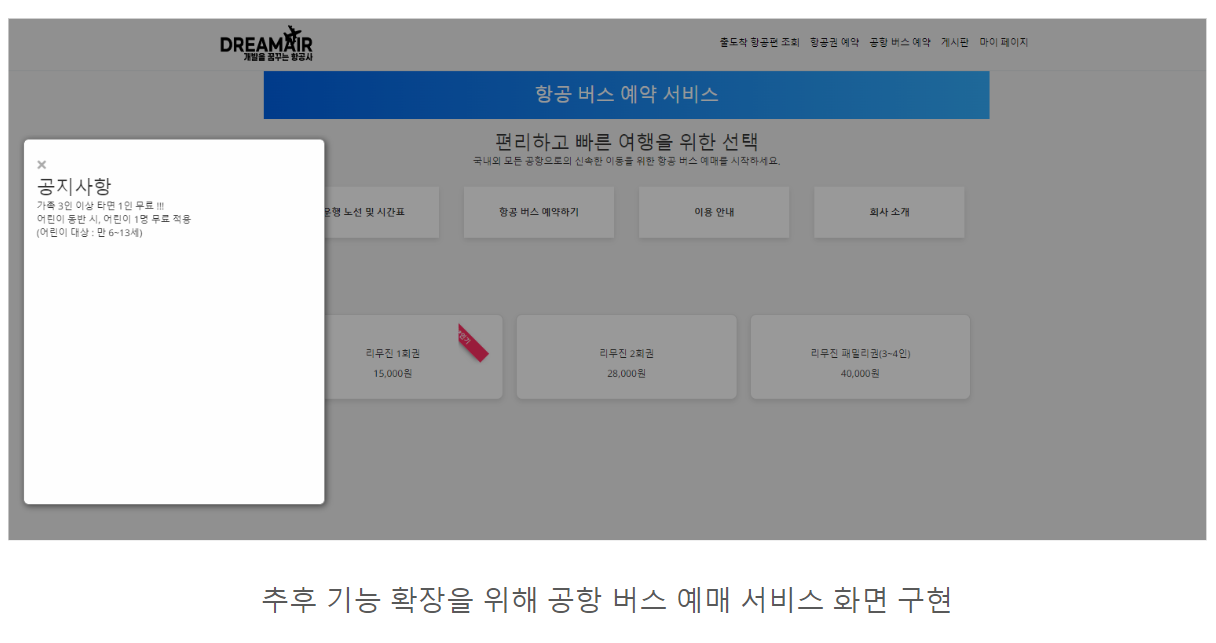 DREAMAIR
개발을 꿈꾸는 항공사
출도착 항공편 조회 항공권 예약 공항 버스 예약 게시판 마이 페이지
항공 버스 예약 서비스
편리하고 빠른 여행을 위한 선택
국내외 모든 공항으로의 신속한 이동을 위한 항공 버스 예매를 시작하세요.
×
공지사항
가족 3인 이상 타면 1인 무료 !!!
어린이 동반 시, 어린이 1명 무료 적용
(어린이 대상 : 만 6~13세)
운행 노선 및 시간표
항공 버스 예약하기
이용 안내
회사 소개
리무진 1회권
15,000원
리무진 2회권
28,000원
리무진 패밀리권(3~4인)
40,000원
추후 기능 확장을 위해 공항 버스 예매 서비스 화면 구현